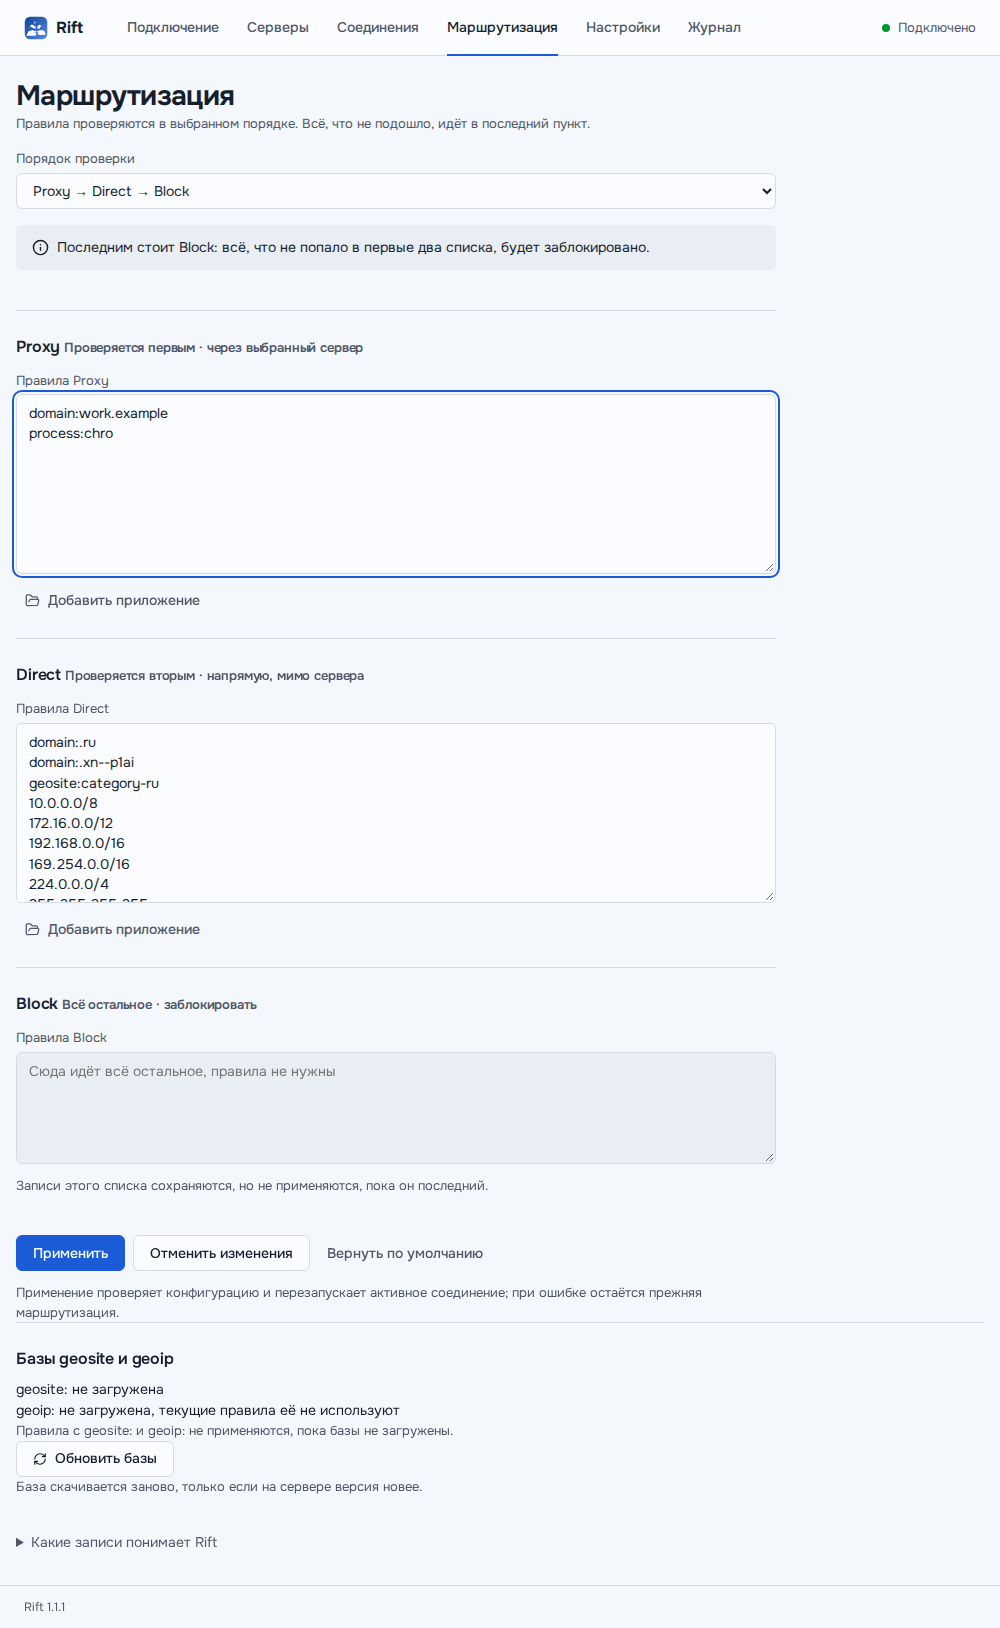 Rift
Подключение
Серверы
Соединения
Маршрутизация
Настройки
Журнал
Подключено
Маршрутизация
Правила проверяются в выбранном порядке. Всё, что не подошло, идёт в последний пункт.
Порядок проверки
Proxy → Direct → Block
Последним стоит Block: всё, что не попало в первые два списка, будет заблокировано.
Proxy Проверяется первым · через выбранный сервер
Правила Proxy
domain:work.example
process:chro
Добавить приложение
Direct Проверяется вторым · напрямую, мимо сервера
Правила Direct
domain:.ru
domain:.xn--p1ai
geosite:category-ru
10.0.0.0/8
172.16.0.0/12
192.168.0.0/16
169.254.0.0/16
224.0.0.0/4
255.255.255.255
Добавить приложение
Block Всё остальное · заблокировать
Правила Block
Сюда идёт всё остальное, правила не нужны
Записи этого списка сохраняются, но не применяются, пока он последний.
Применить
Отменить изменения
Вернуть по умолчанию
Применение проверяет конфигурацию и перезапускает активное соединение; при ошибке остаётся прежняя
маршрутизация.
Базы geosite и geoip
geosite: не загружена
geoip: не загружена, текущие правила её не используют
Правила с geosite: и geoip: не применяются, пока базы не загружены.
Обновить базы
База скачивается заново, только если на сервере версия новее.
Какие записи понимает Rift
Rift 1.1.1